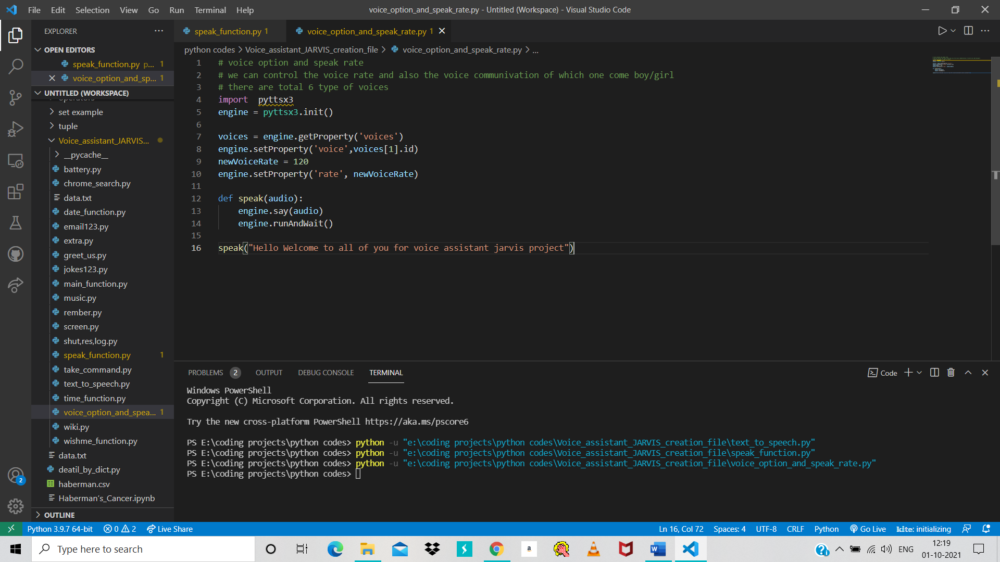 File Edit Selection View Go Run Terminal Help
voice_option_and_speak_rate.py - Untitled (Workspace) - Visual Studio Code
EXPLORER
OPEN EDITORS
speak_function.py p... 1
voice_option_and_sp... 1
UNTITLED (WORKSPACE)
set example
tuple
Voice_assistant_JARVIS...
__pycache__
battery.py
chrome_search.py
data.txt
date_function.py
email123.py
extra.py
greet_us.py
jokes123.py
main_function.py
music.py
rember.py
screen.py
shut,res,log.py
speak_function.py 1
take_command.py
text_to_speech.py
time_function.py
voice_option_and_spea... 1
wiki.py
wishme_function.py
data.txt
deatil_by_dict.py
haberman.csv
Haberman's_Cancer.ipynb
OUTLINE
2
speak_function.py 1
voice_option_and_speak_rate.py 1
python codes > Voice_assistant_JARVIS_creation_file > voice_option_and_speak_rate.py > ...
1 # voice option and speak rate
2 # we can control the voice rate and also the voice communivation of which one come boy/girl
3 # there are total 6 type of voices
4 import  pyttsx3
5 engine = pyttsx3.init()
6
7 voices = engine.getProperty('voices')
8 engine.setProperty('voice',voices[1].id)
9 newVoiceRate = 120
10 engine.setProperty('rate', newVoiceRate)
11
12 def speak(audio):
13     engine.say(audio)
14     engine.runAndWait()
15
16 speak("Hello Welcome to all of you for voice assistant jarvis project")
PROBLEMS 2 OUTPUT DEBUG CONSOLE TERMINAL
Code
Windows PowerShell
Copyright (C) Microsoft Corporation. All rights reserved.
Try the new cross-platform PowerShell https://aka.ms/pscore6
PS E:\coding projects\python codes> python -u "e:\coding projects\python codes\Voice_assistant_JARVIS_creation_file\text_to_speech.py"
PS E:\coding projects\python codes> python -u "e:\coding projects\python codes\Voice_assistant_JARVIS_creation_file\speak_function.py"
PS E:\coding projects\python codes> python -u "e:\coding projects\python codes\Voice_assistant_JARVIS_creation_file\voice_option_and_speak_rate.py"
PS E:\coding projects\python codes>
Python 3.9.7 64-bit 0 2 Live Share
Ln 16, Col 72 Spaces: 4 UTF-8 CRLF Python Go Live kite: initializing
Type here to search
a
W
ENG
12:19
01-10-2021